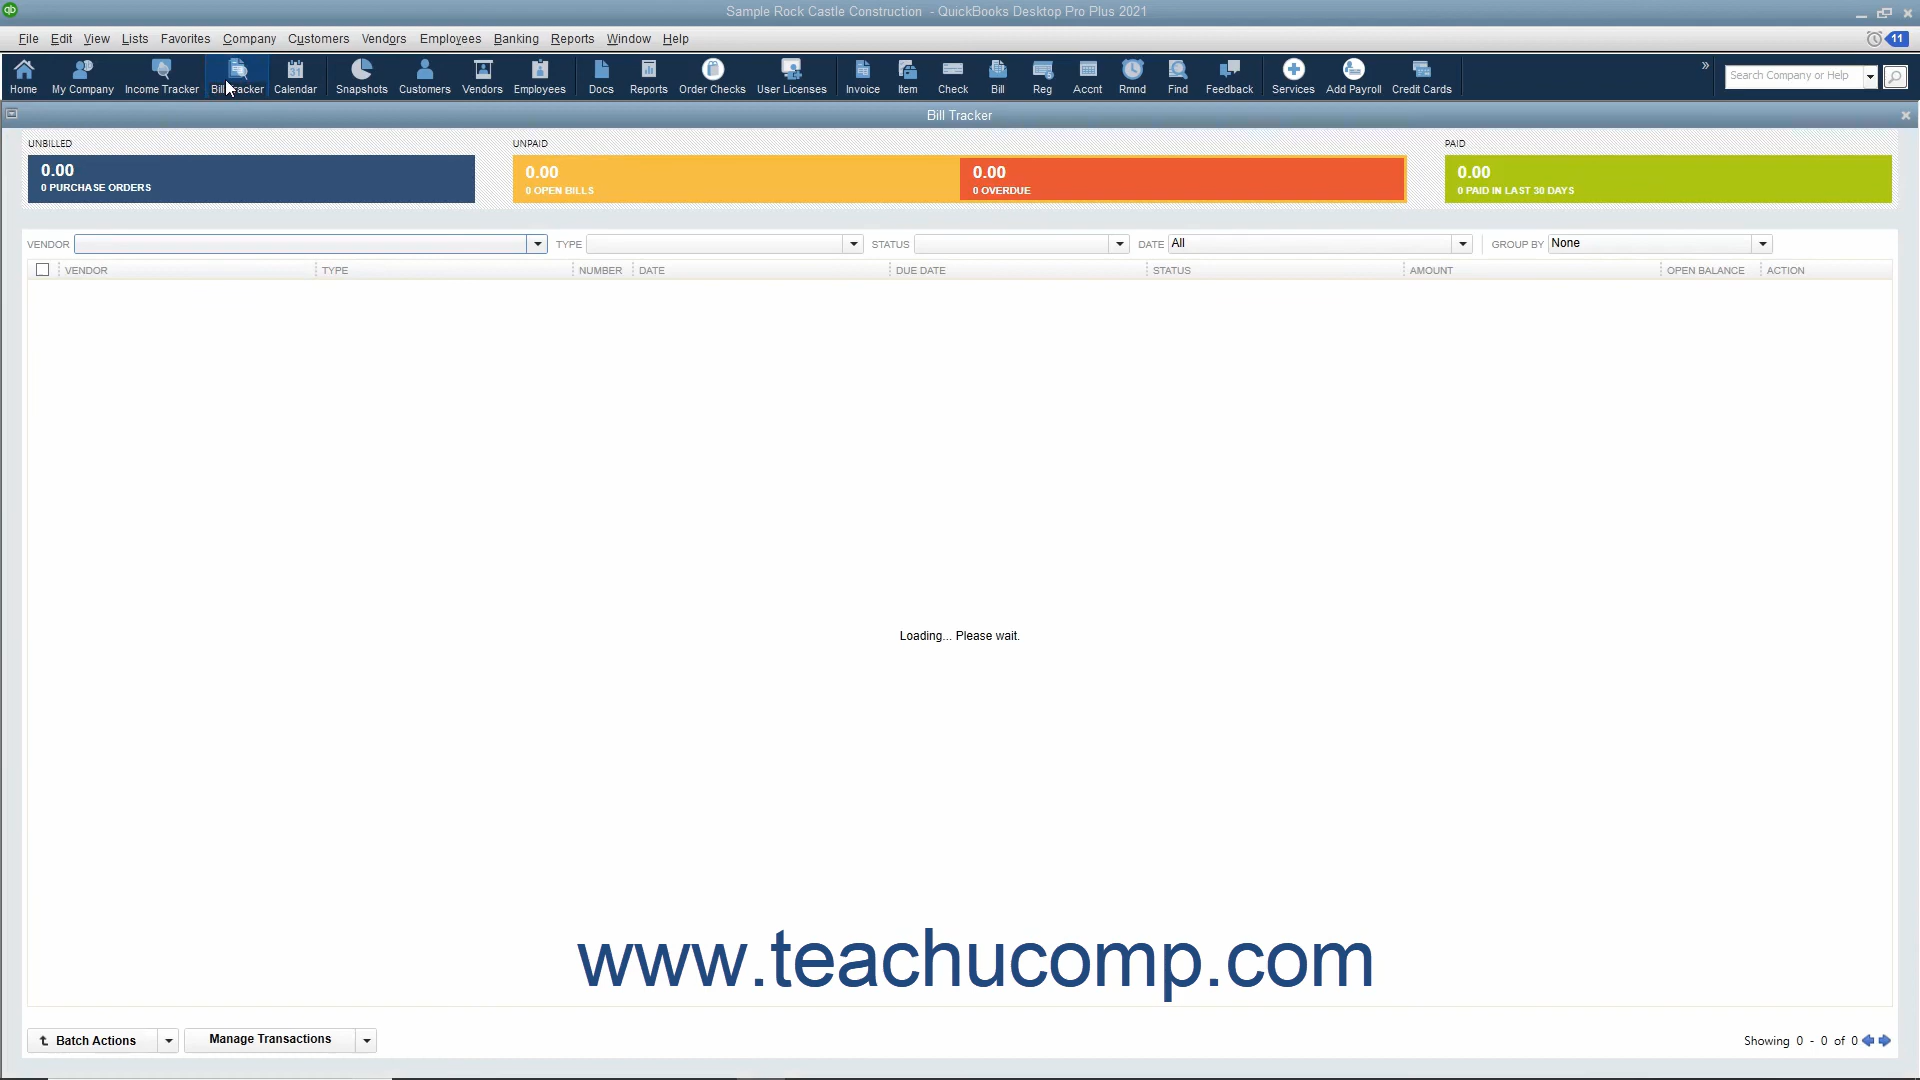 qb
Sample Rock Castle Construction - QuickBooks Desktop Pro Plus 2021
File Edit View Lists Favorites Company Customers Vendors Employees Banking Reports Window Help
11
Home My Company Income Tracker Bill Tracker Calendar Snapshots Customers Vendors Employees Docs Reports Order Checks User Licenses Invoice Item Check Bill Reg Accnt Rmnd Find Feedback Services Add Payroll Credit Cards » Search Company or Help
31
Bill Tracker
UNBILLED UNPAID PAID
0.00 0.00 0.00 0.00
0 PURCHASE ORDERS 0 OPEN BILLS 0 OVERDUE 0 PAID IN LAST 30 DAYS
VENDOR TYPE STATUS DATE All GROUP BY None
VENDOR TYPE NUMBER DATE DUE DATE STATUS AMOUNT OPEN BALANCE ACTION
Loading... Please wait.
www.teachucomp.com
Batch Actions Manage Transactions Showing 0 - 0 of 0